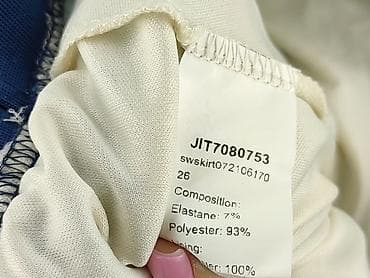 JIT7080753
swskirt072106170
26
Composition:
Elastane: 7%
Polyester: 93%
100%